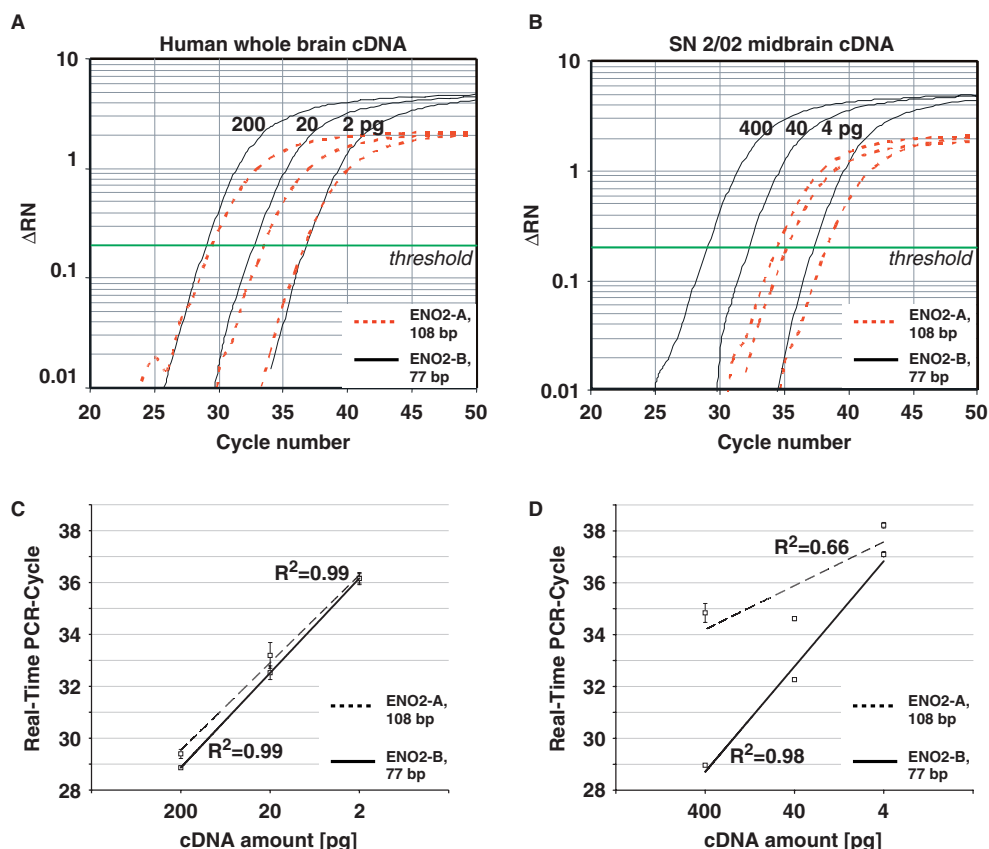 A
Human whole brain cDNA
10
1
0.1
0.01
ΔRN
200 20 2 pg
threshold
ENO2-A,
108 bp
ENO2-B,
77 bp
20 25 30 35 40 45 50
Cycle number
B
SN 2/02 midbrain cDNA
10
1
0.1
0.01
ΔRN
400 40 4 pg
threshold
ENO2-A,
108 bp
ENO2-B,
77 bp
20 25 30 35 40 45 50
Cycle number
C
38
36
34
32
30
29
28
Real-Time PCR-Cycle
R²=0.99
R²=0.99
ENO2-A,
108 bp
ENO2-B,
77 bp
200 20 2
cDNA amount [pg]
D
38
36
34
32
30
29
28
Real-Time PCR-Cycle
R²=0.66
R²=0.98
ENO2-A,
108 bp
ENO2-B,
77 bp
400 40 4
cDNA amount [pg]